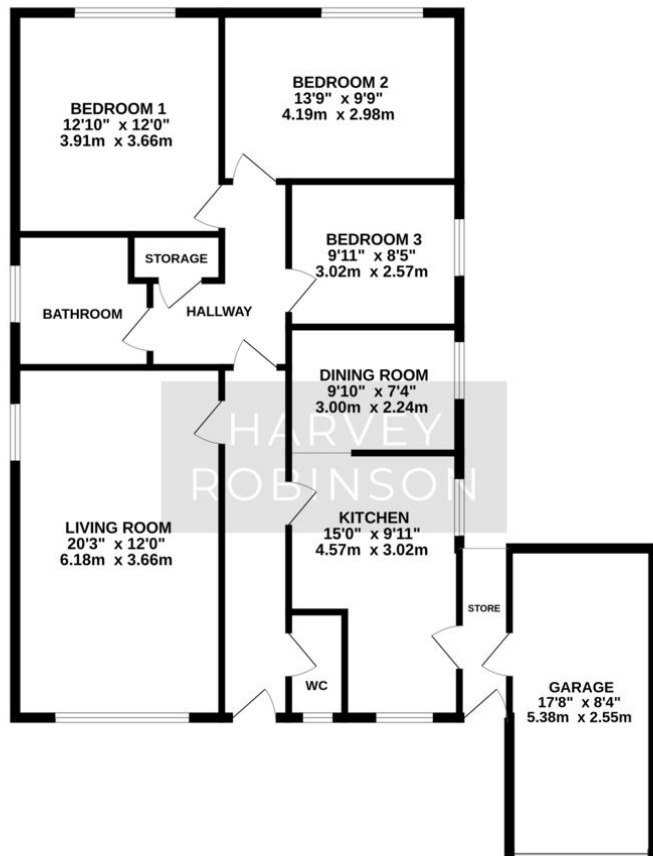 BEDROOM 1
12'10" x 12'0"
3.91m x 3.66m
BEDROOM 2
13'9" x 9'9"
4.19m x 2.98m
STORAGE
BEDROOM 3
9'11" x 8'5"
3.02m x 2.57m
BATHROOM
HALLWAY
DINING ROOM
9'10" x 7'4"
3.00m x 2.24m
HARVEY
ROBINSON
LIVING ROOM
20'3" x 12'0"
6.18m x 3.66m
KITCHEN
15'0" x 9'11"
4.57m x 3.02m
STORE
WC
GARAGE
17'8" x 8'4"
5.38m x 2.55m